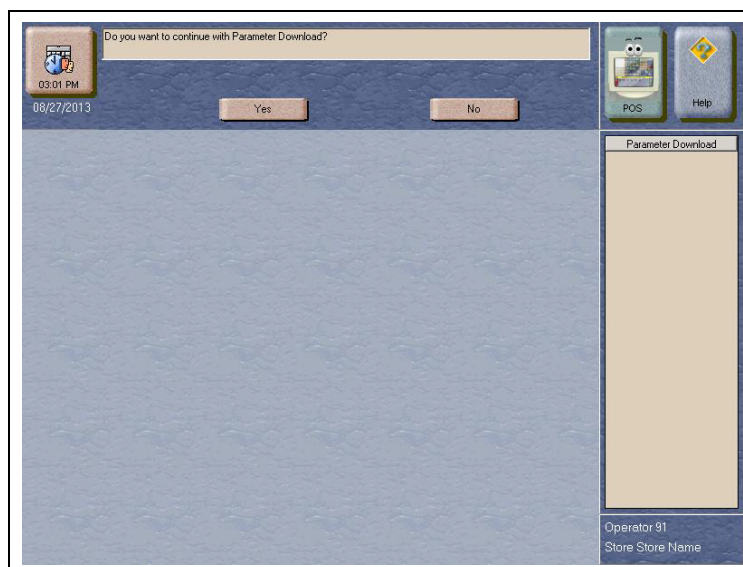 Do you want to continue with Parameter Download?
03:01 PM
08/27/2013
Yes
No
POS
Help
Parameter Download
Operator 91
Store Store Name